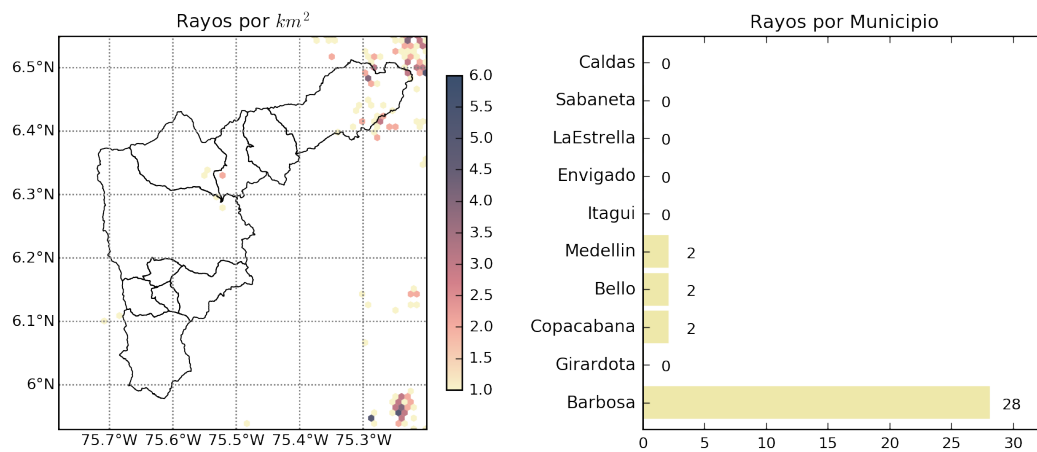 Rayos por km²
6.5°N
6.4°N
6.3°N
6.2°N
6.1°N
6°N
75.7°W 75.6°W 75.5°W 75.4°W 75.3°W
6.0
5.5
5.0
4.5
4.0
3.5
3.0
2.5
2.0
1.5
1.0
Rayos por Municipio
Caldas 0
Sabaneta 0
LaEstrella 0
Envigado 0
Itagui 0
Medellin 2
Bello 2
Copacabana 2
Girardota 0
Barbosa 28
0 5 10 15 20 25 30